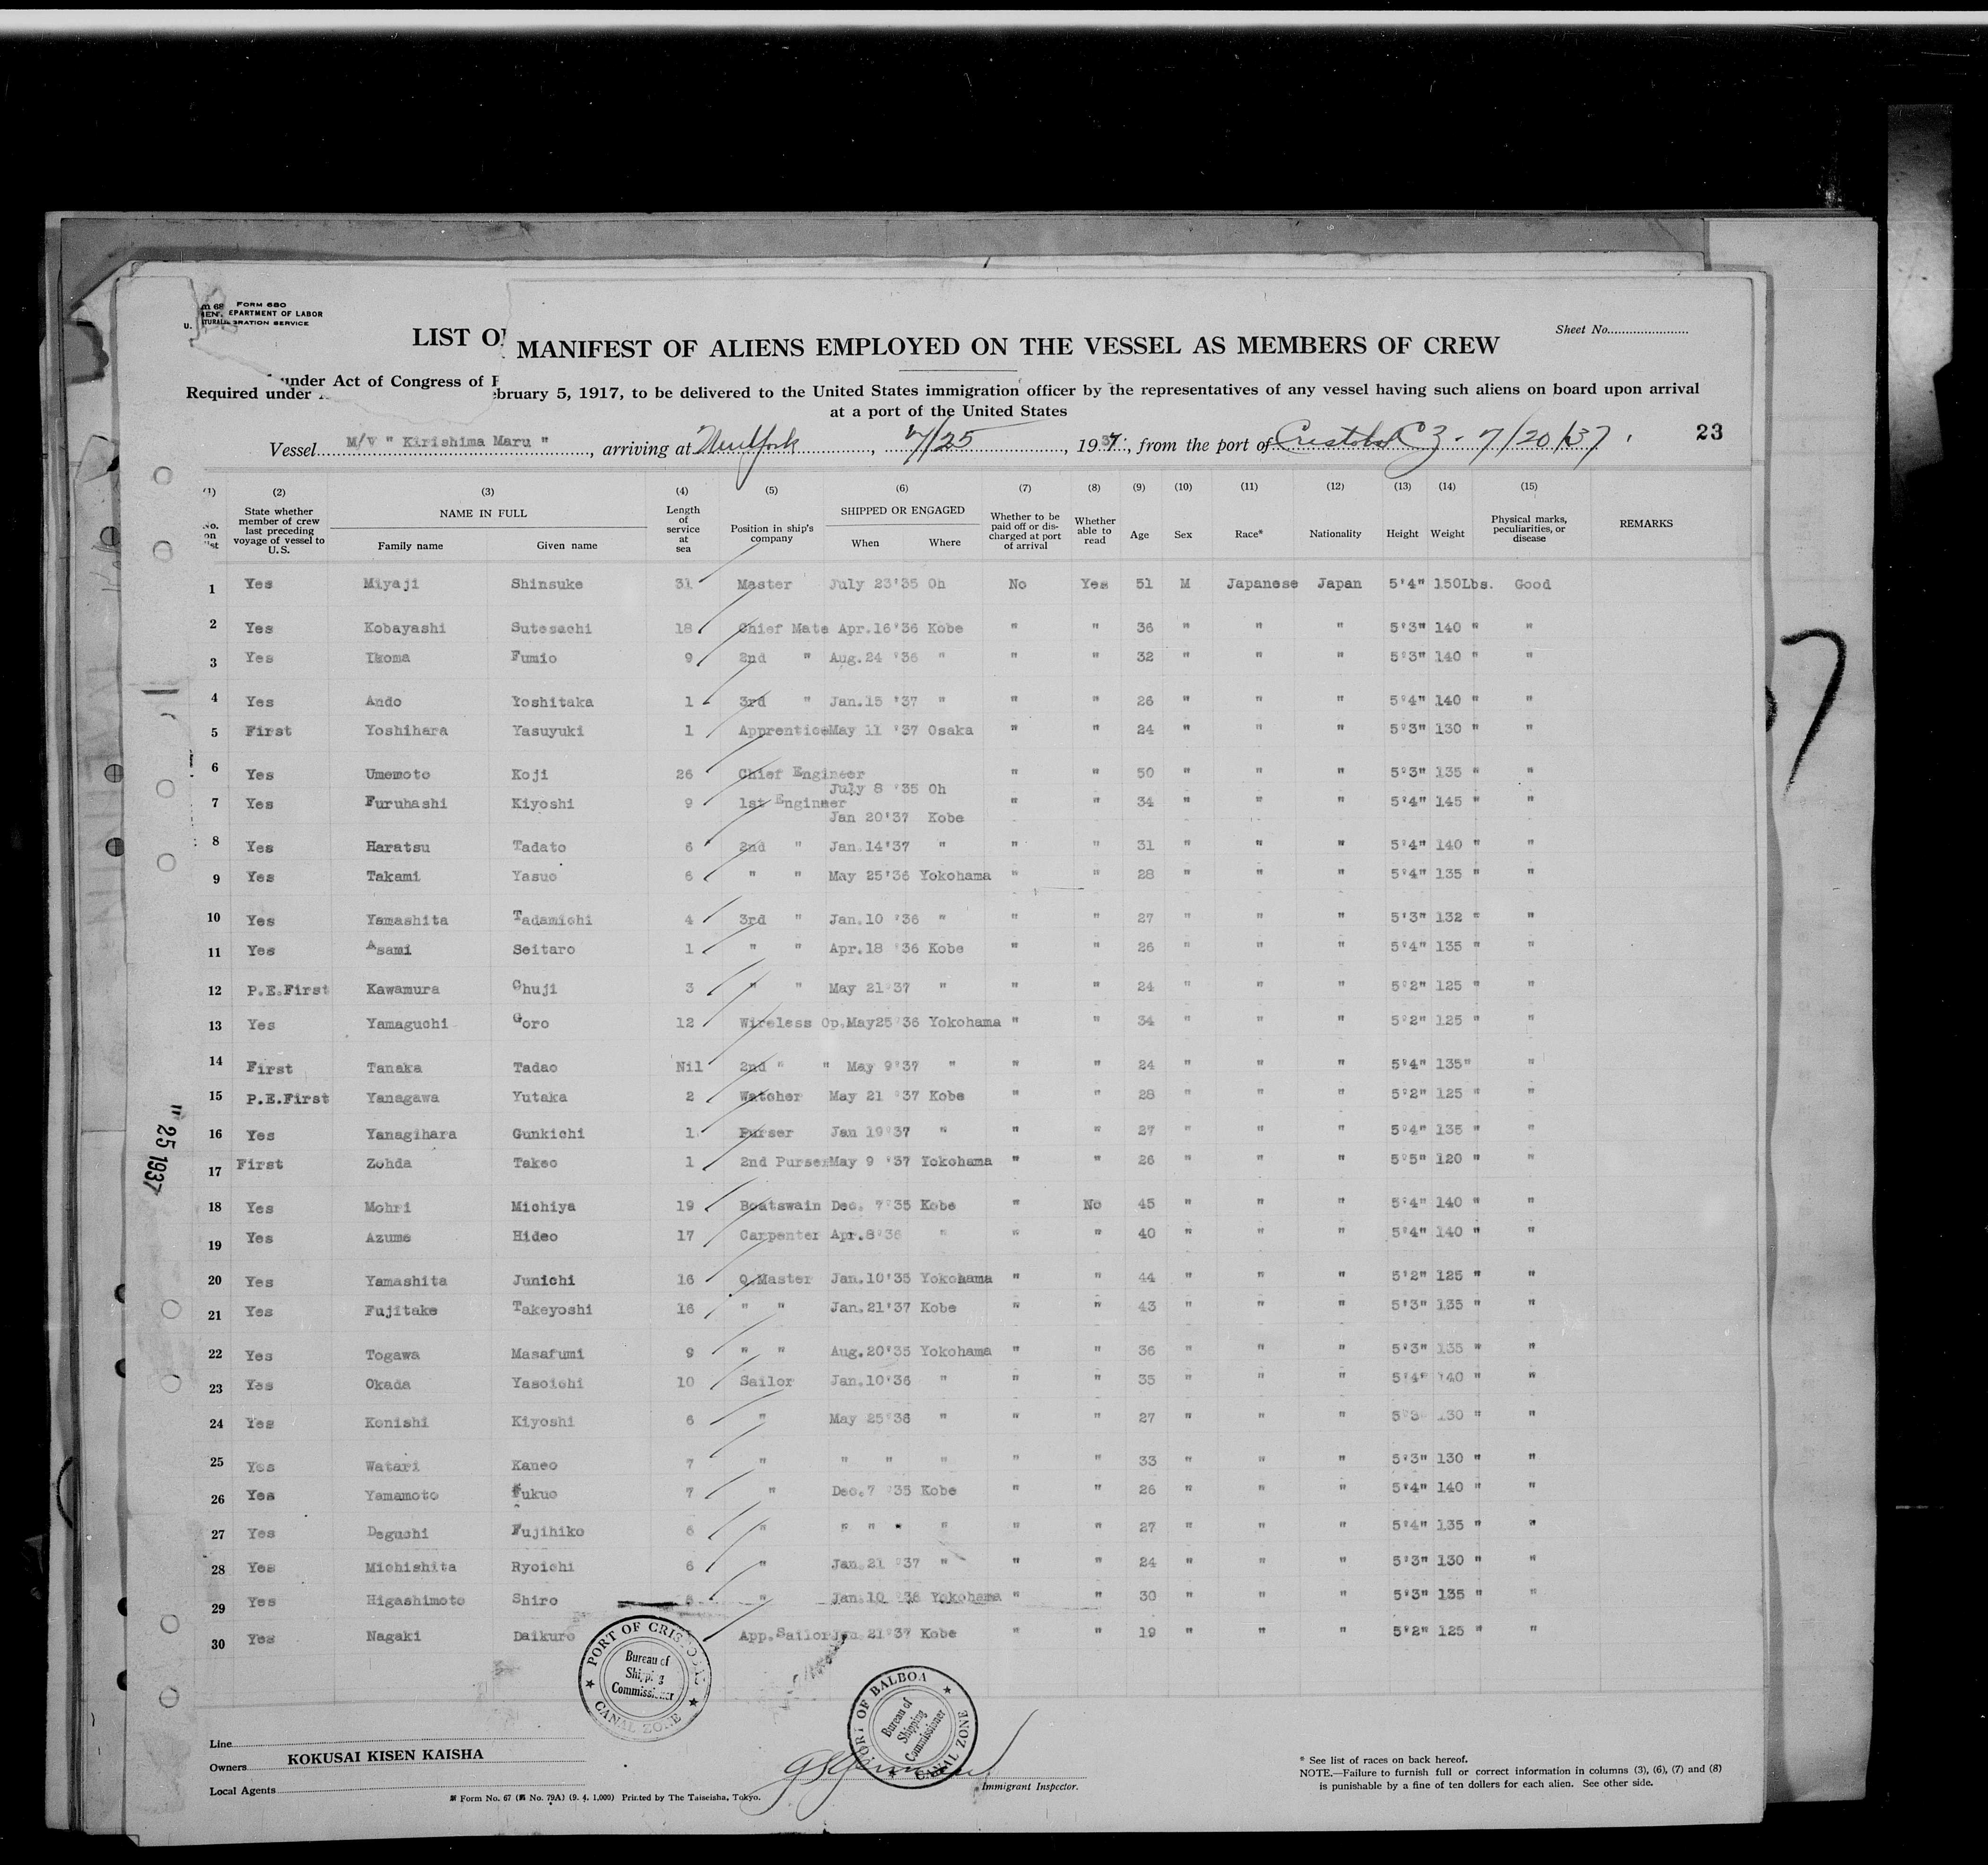 FORM 680
EPARTMENT OF LABOR
GRATION SERVICE
Sheet No.
LIST O
MANIFEST OF ALIENS EMPLOYED ON THE VESSEL AS MEMBERS OF CREW
under Act of Congress of F
Required under
ebruary 5, 1917, to be delivered to the United States immigration officer by the representatives of any vessel having such aliens on board upon arrival
at a port of the United States
Vessel M/V " Kirishima Maru ", arriving at New York, 7/25, 1937, from the port of Cristobal C Z - 7/20/37. 23
(1) (2) (3) (4) (5) (6) (7) (8) (9) (10) (11) (12) (13) (14) (15)
No. on list
State whether member of crew last preceding voyage of vessel to U.S.
NAME IN FULL
Family name Given name
Length of service at sea
Position in ship's company
SHIPPED OR ENGAGED
When Where
Whether to be paid off or discharged at port of arrival
Whether able to read
Age Sex Race* Nationality Height Weight
Physical marks, peculiarities, or disease
REMARKS
1 Yes Miyaji Shinsuke 31 Master July 23'35 Oh No Yes 51 M Japanese Japan 5'4" 150Lbs. Good
2 Yes Kobayashi Sutesachi 18 Chief Mate Apr.16'36 Kobe " " 36 " " " 5'3" 140 " "
3 Yes Ikoma Fumio 9 2nd " Aug.24 '36 " " " 32 " " " 5'3" 140 " "
4 Yes Ando Yoshitaka 1 3rd " Jan.15 '37 " " " 26 " " " 5'4" 140 " "
5 First Yoshihara Yasuyuki 1 Apprentice May 11 '37 Osaka " " 24 " " " 5'3" 130 " "
6 Yes Umemoto Koji 26 Chief Engineer July 8 '35 Oh " " 50 " " " 5'3" 135 " "
7 Yes Furuhashi Kiyoshi 9 1st Engineer Jan 20'37 Kobe " " 34 " " " 5'4" 145 " "
8 Yes Haratsu Tadato 6 2nd " Jan.14'37 " " " 31 " " " 5'4" 140 " "
9 Yes Takami Yasuo 6 " " May 25'36 Yokohama " " 28 " " " 5'4" 135 " "
10 Yes Yamashita Tadamichi 4 3rd " Jan.10 '36 " " " 27 " " " 5'3" 132 " "
11 Yes Asami Seitaro 1 " " Apr.18 '36 Kobe " " 26 " " " 5'4" 135 " "
12 P.E.First Kawamura Chuji 3 " " May 21'37 " " " 24 " " " 5'2" 125 " "
13 Yes Yamaguchi Goro 12 Wireless Op.May25'36 Yokohama " " 34 " " " 5'2" 125 " "
14 First Tanaka Tadao Nil 2nd " " May 9'37 " " " 24 " " " 5'4" 135" "
15 P.E.First Yanagawa Yutaka 2 Watcher May 21 '37 Kobe " " 28 " " " 5'2" 125 " "
16 Yes Yanagihara Gunkichi 1 Purser Jan 19'37 " " " 27 " " " 5'4" 135 " "
17 First Zohda Takeo 1 2nd Purser May 9 '37 Yokohama " " 26 " " " 5'5" 120 " "
18 Yes Mohri Michiya 19 Boatswain Dec. 7'35 Kobe " No 45 " " " 5'4" 140 " "
19 Yes Azume Hideo 17 Carpenter Apr.8'36 " " " 40 " " " 5'4" 140 " "
20 Yes Yamashita Junichi 16 Q.Master Jan.10'35 Yokohama " " 44 " " " 5'2" 125 " "
21 Yes Fujitake Takeyoshi 16 " " Jan.21'37 Kobe " " 43 " " " 5'3" 135 " "
22 Yes Togawa Masafumi 9 " " Aug.20'35 Yokohama " " 36 " " " 5'3" 135 " "
23 Yes Okada Yasoichi 10 Sailor Jan.10'36 " " " 35 " " " 5'4" 140 " "
24 Yes Konishi Kiyoshi 6 " May 25'36 " " " 27 " " " 5'3 130 " "
25 Yes Watari Kaneo 7 " " " " " " 33 " " " 5'3" 130 " "
26 Yes Yamamoto Fukuo 7 " Dec.7 '35 Kobe " " 26 " " " 5'4" 140 " "
27 Yes Deguchi Fujihiko 6 " " " " " " " 27 " " " 5'4" 135 " "
28 Yes Michishita Ryoichi 6 " Jan.21 '37 " " " 24 " " " 5'3" 130 " "
29 Yes Higashimoto Shiro " Jan.10 '36 Yokohama " " 30 " " " 5'3" 135 " "
30 Yes Nagaki Daikuro App.Sailor Jan 21'37 Kobe " " 19 " " " 5'2" 125 " "
25 1937
PORT OF CRISTOBAL
Bureau of Shipping Commissioner
CANAL ZONE
PORT OF BALBOA
Bureau of Shipping Commissioner
CANAL ZONE
Line
Owners KOKUSAI KISEN KAISHA
Local Agents
Immigrant Inspector.
Form No. 67 (No. 79A) (9. 4. 1,000) Printed by The Taiseisha, Tokyo.
* See list of races on back hereof.
NOTE.—Failure to furnish full or correct information in columns (3), (6), (7) and (8)
is punishable by a fine of ten dollars for each alien. See other side.